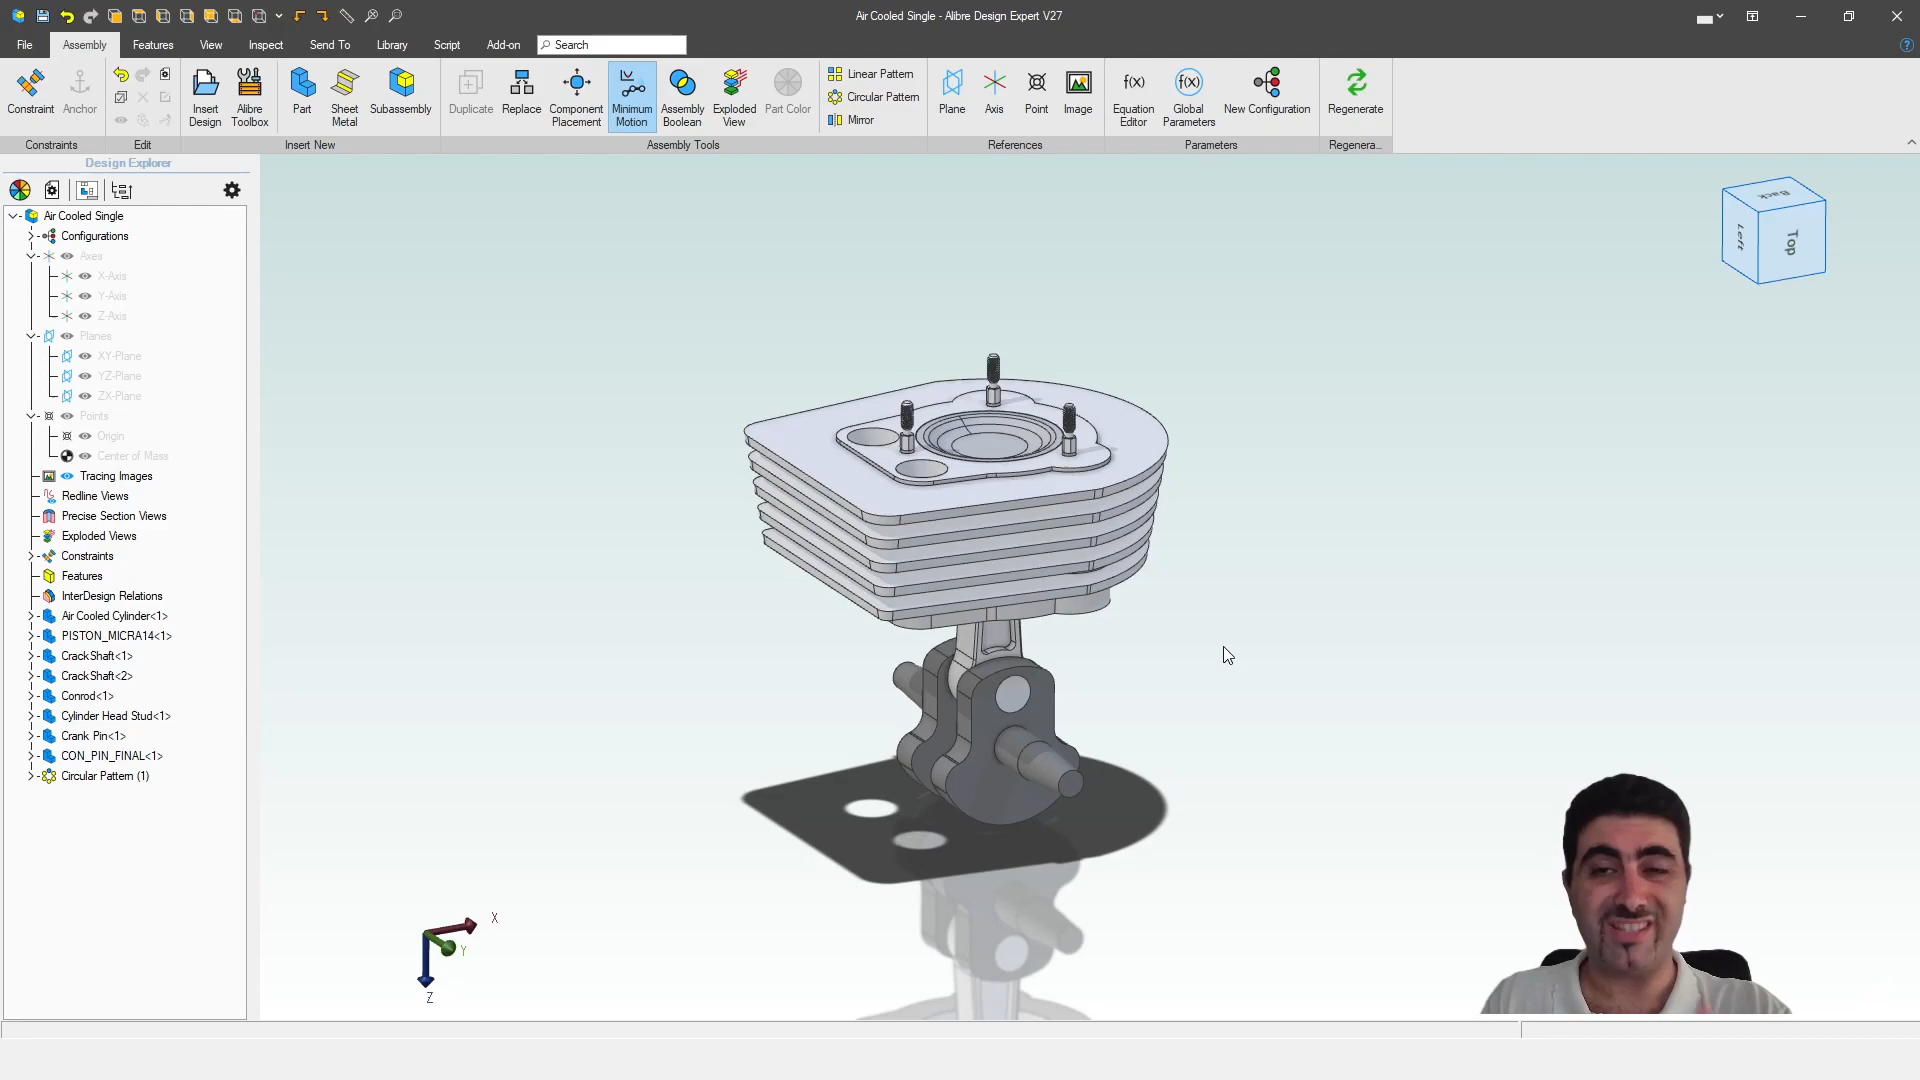 Air Cooled Single - Alibre Design Expert V27
File
Assembly
Features
View
Inspect
Send To
Library
Script
Add-on
Search
Constraint
Anchor
Insert
Design
Alibre
Toolbox
Part
Sheet
Metal
Subassembly
Duplicate
Replace
Component
Placement
Minimum
Motion
Assembly
Boolean
Exploded
View
Part Color
Linear Pattern
Circular Pattern
Mirror
Plane
Axis
Point
Image
f(x)
Equation
Editor
f(x)
Global
Parameters
New Configuration
Regenerate
Constraints
Edit
Insert New
Assembly Tools
References
Parameters
Regenera...
Design Explorer
Air Cooled Single
Configurations
Axes
X-Axis
Y-Axis
Z-Axis
Planes
XY-Plane
YZ-Plane
ZX-Plane
Points
Origin
Center of Mass
Tracing Images
Redline Views
Precise Section Views
Exploded Views
Constraints
Features
InterDesign Relations
Air Cooled Cylinder<1>
PISTON_MICRA14<1>
CrackShaft<1>
CrackShaft<2>
Conrod<1>
Cylinder Head Stud<1>
Crank Pin<1>
CON_PIN_FINAL<1>
Circular Pattern (1)
Back
Left
Top
X
Y
Z